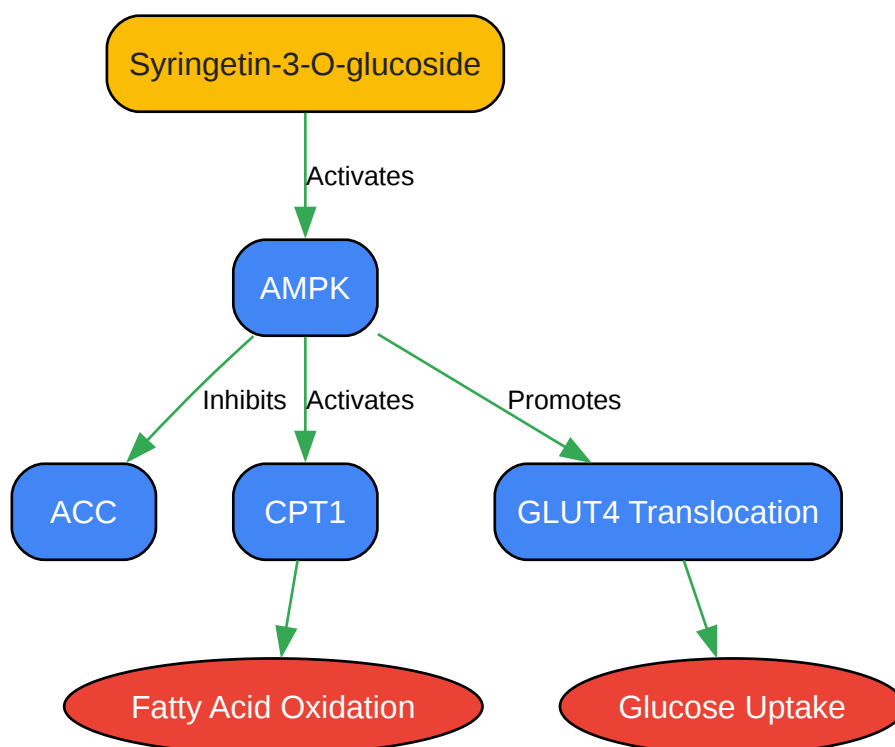 Syringetin-3-O-glucoside
Activates
AMPK
Inhibits
Activates
Promotes
ACC
CPT1
GLUT4 Translocation
Fatty Acid Oxidation
Glucose Uptake